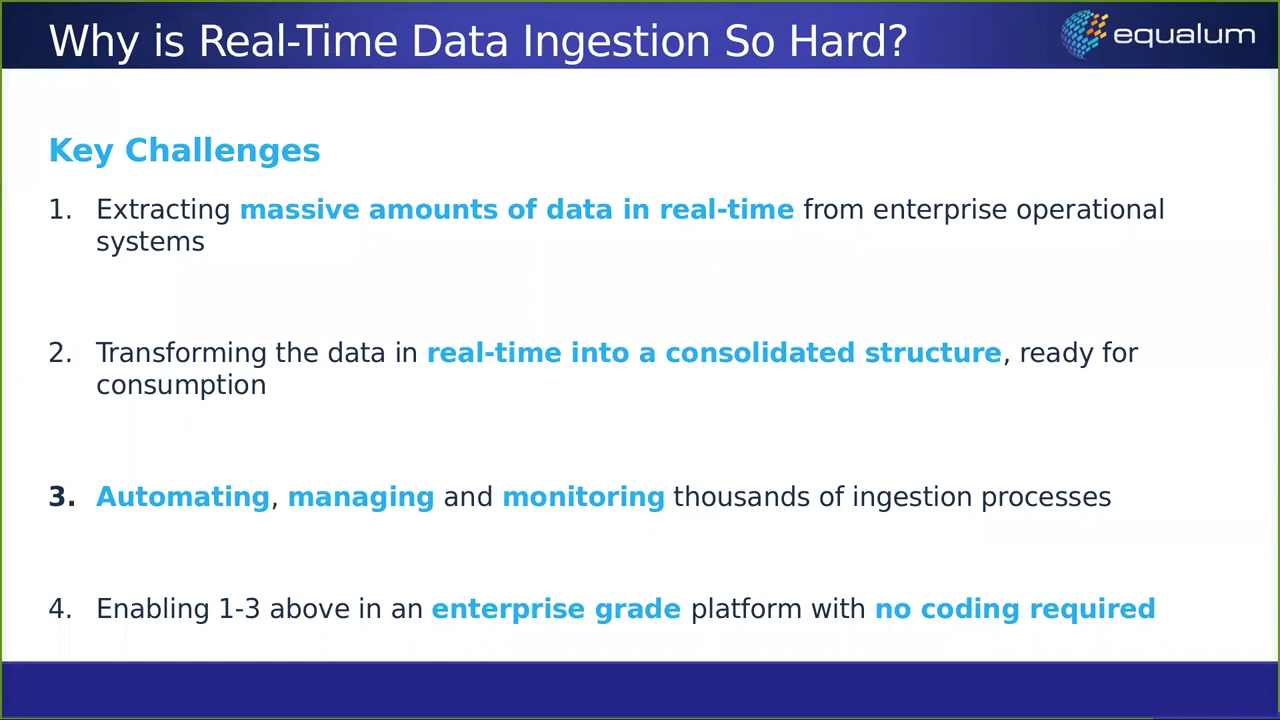 Why is Real-Time Data Ingestion So Hard?
equalum
Key Challenges
1. Extracting massive amounts of data in real-time from enterprise operational
systems
2. Transforming the data in real-time into a consolidated structure, ready for
consumption
3. Automating, managing and monitoring thousands of ingestion processes
4. Enabling 1-3 above in an enterprise grade platform with no coding required